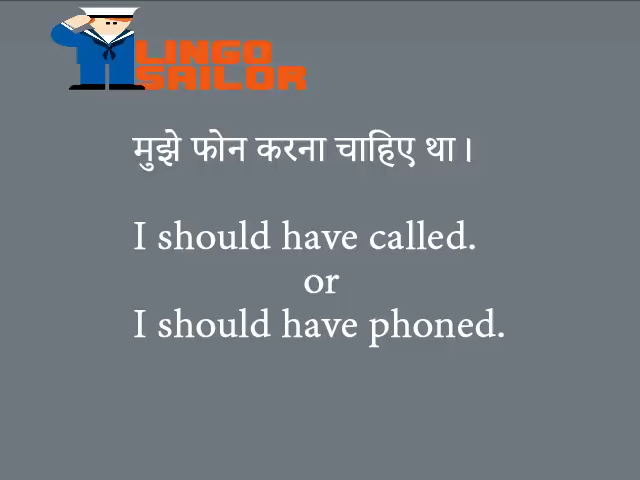 LINGO
SAILOR
मुझे फोन करना चाहिए था।
I should have called.
or
I should have phoned.